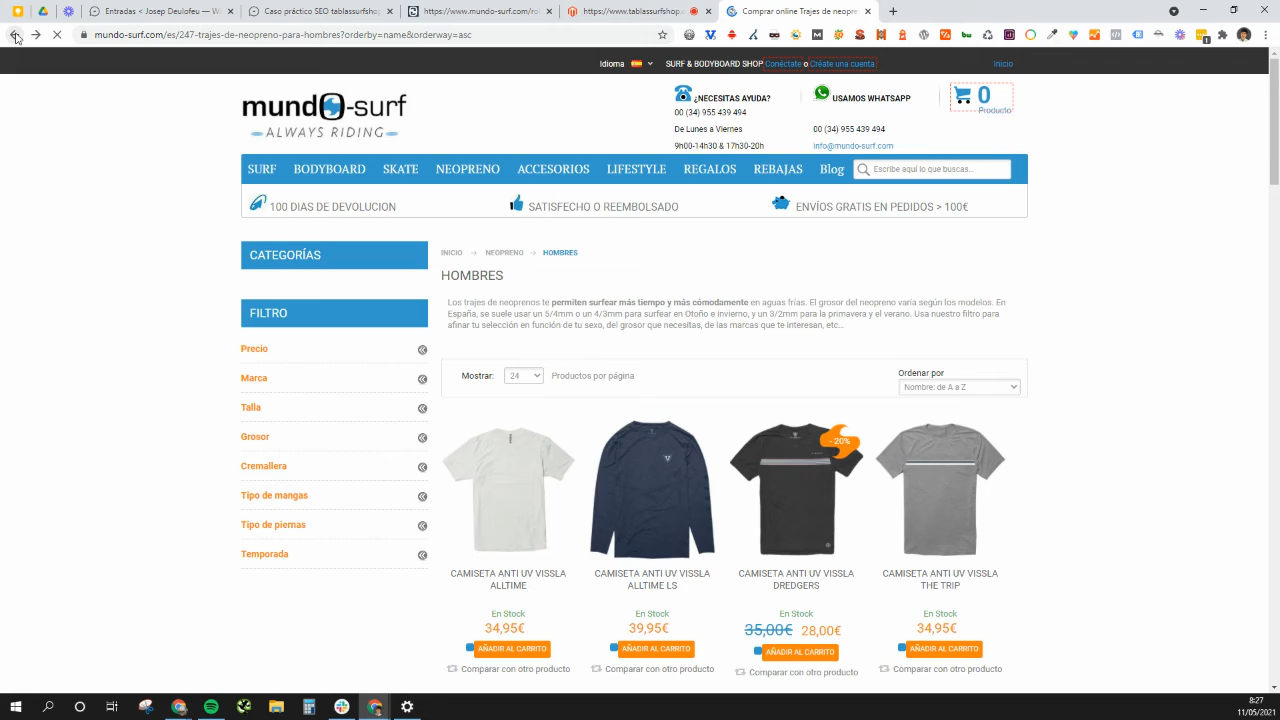 Entradas < Josep Deulofeu — W
Caso práctico SEO tablassurfsho
https://www.mundo-surf.com/es/
https://www.mundo-surf.com/es/
Comprar online Neoprenos de
mundo-surf.com/es/247-trajes-de-neopreno-para-hombres?orderby=name&orderway=asc
Idioma
SURF & BODYBOARD SHOP Conéctate o Créate una cuenta
Inicio
mundo-surf
ALWAYS RIDING
¿NECESITAS AYUDA?
00 (34) 955 439 494
De Lunes a Viernes
9h00-14h30 & 17h30-20h
USAMOS WHATSAPP
00 (34) 955 439 494
info@mundo-surf.com
0
Producto
SURF BODYBOARD SKATE NEOPRENO ACCESORIOS LIFESTYLE REGALOS REBAJAS Blog
Escribe aquí lo que buscas...
100 DIAS DE DEVOLUCION
SATISFECHO O REEMBOLSADO
ENVÍOS GRATIS EN PEDIDOS > 100€
CATEGORÍAS
FILTRO
Precio
Marca
Talla
Grosor
Cremallera
Tipo de mangas
Tipo de piernas
Temporada
INICIO NEOPRENO HOMBRES
HOMBRES
Los trajes de neoprenos te permiten surfear más tiempo y más cómodamente en aguas frías. El grosor del neopreno varía según los modelos. En
España, se suele usar un 5/4mm o un 4/3mm para surfear en Otoño e invierno, y un 3/2mm para la primavera y el verano. Usa nuestro filtro para
afinar tu selección en función de tu sexo, del grosor que necesitas, de las marcas que te interesan, etc...
Mostrar: 24 Productos por página
Ordenar por
Nombre: de A a Z
- 20%
CAMISETA ANTI UV VISSLA
ALLTIME
En Stock
34,95€
AÑADIR AL CARRITO
Comparar con otro producto
CAMISETA ANTI UV VISSLA
ALLTIME LS
En Stock
39,95€
AÑADIR AL CARRITO
Comparar con otro producto
CAMISETA ANTI UV VISSLA
DREDGERS
En Stock
35,00€ 28,00€
AÑADIR AL CARRITO
Comparar con otro producto
CAMISETA ANTI UV VISSLA
THE TRIP
En Stock
34,95€
AÑADIR AL CARRITO
Comparar con otro producto
8:27
11/05/2021